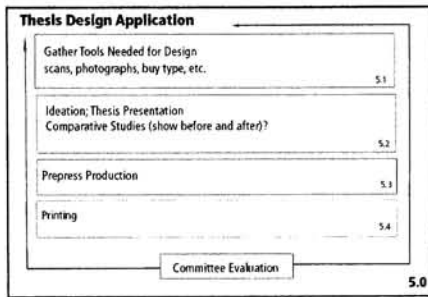 Thesis Design Application
Gather Tools Needed for Design
scans, photographs, buy type, etc.
5.1
Ideation; Thesis Presentation
Comparative Studies (show before and after)?
5.2
Prepress Production
5.3
Printing
5.4
Committee Evaluation
5.0